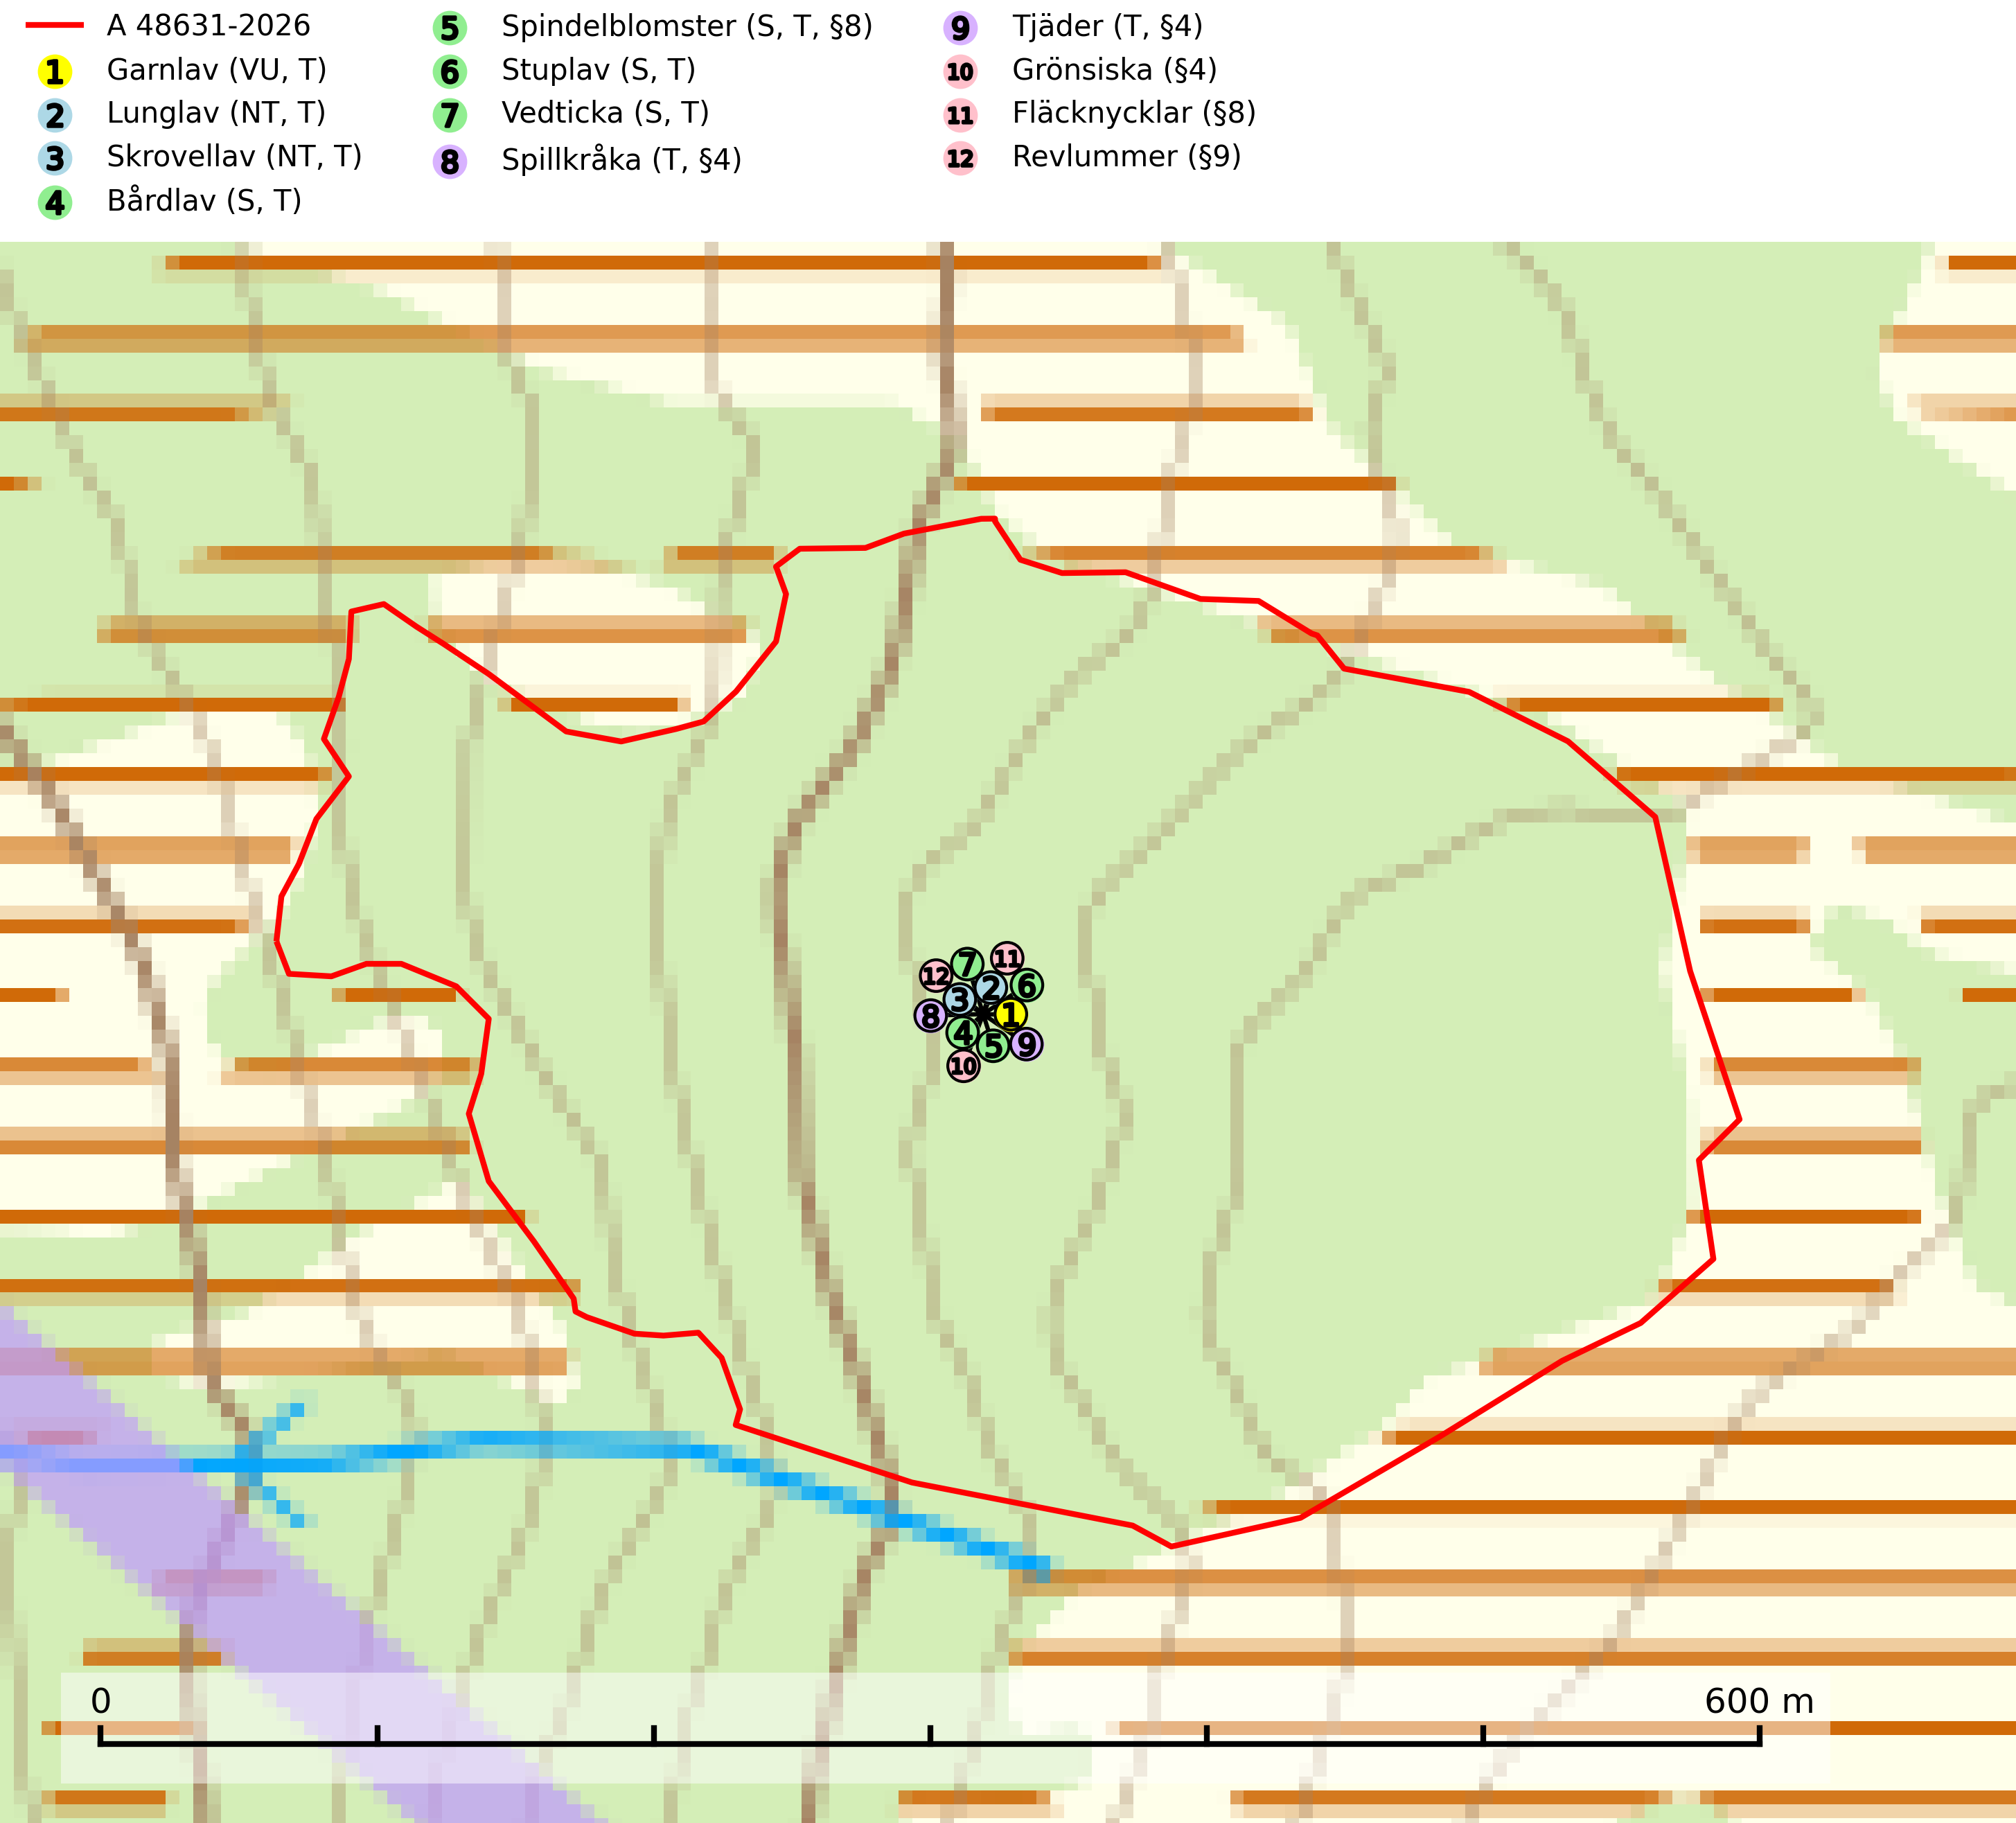 A 48631-2026
1 Garnlav (VU, T)
2 Lunglav (NT, T)
3 Skrovellav (NT, T)
4 Bårdlav (S, T)
5 Spindelblomster (S, T, §8)
6 Stuplav (S, T)
7 Vedticka (S, T)
8 Spillkråka (T, §4)
9 Tjäder (T, §4)
10 Grönsiska (§4)
11 Fläcknycklar (§8)
12 Revlummer (§9)
7 11
12 2 6
3
8 1
4 5 9
10
0 600 m